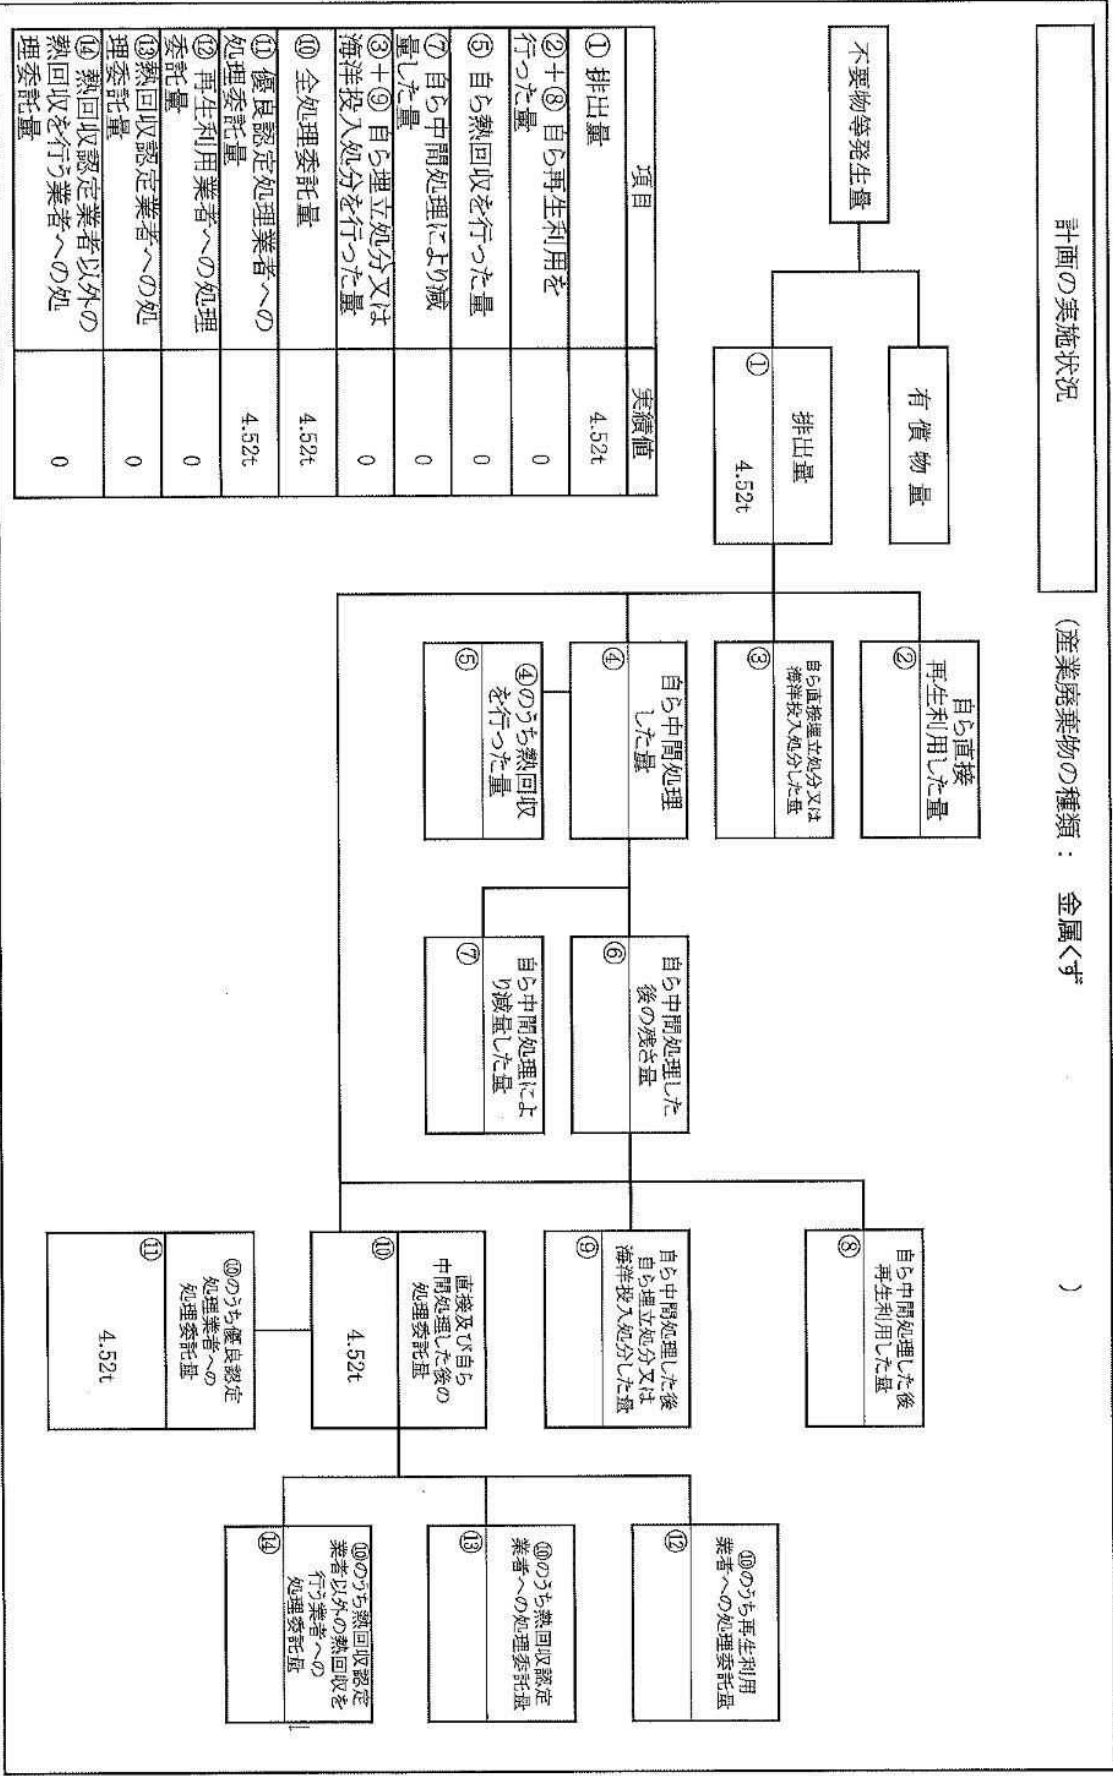 計画の実施状況
(産業廃棄物の種類： 金属くず )
不要物等発生量
有償物量
①
排出量
4.52t
自ら直接
再生利用した量
②
自ら直接埋立処分又は
海洋投入処分した量
③
自ら中間処理
した量
④
④のうち熱回収
を行った量
⑤
自ら中間処理した
後の残さ量
⑥
自ら中間処理によ
り減量した量
⑦
自ら中間処理した後
再生利用した量
⑧
自ら中間処理した後
自ら埋立処分又は
海洋投入処分した量
⑨
直接及び自ら
中間処理した後の
処理委託量
⑩
4.52t
⑩のうち優良認定
処理業者への
処理委託量
⑪
4.52t
⑩のうち再生利用
業者への処理委託量
⑫
⑩のうち熱回収認定
業者への処理委託量
⑬
⑩のうち熱回収認定
業者以外の熱回収を
行う業者への
処理委託量
⑭
項目 実績値
① 排出量 4.52t
②＋⑧ 自ら再生利用を
行った量 0
⑤ 自ら熱回収を行った量 0
⑦ 自ら中間処理により減
量した量 0
③＋⑨ 自ら埋立処分又は
海洋投入処分を行った量 0
⑩ 全処理委託量 4.52t
⑪ 優良認定処理業者への
処理委託量 4.52t
⑫ 再生利用業者への処理
委託量 0
⑬熱回収認定業者への処
理委託量 0
⑭ 熱回収認定業者以外の
熱回収を行う業者への処
理委託量 0